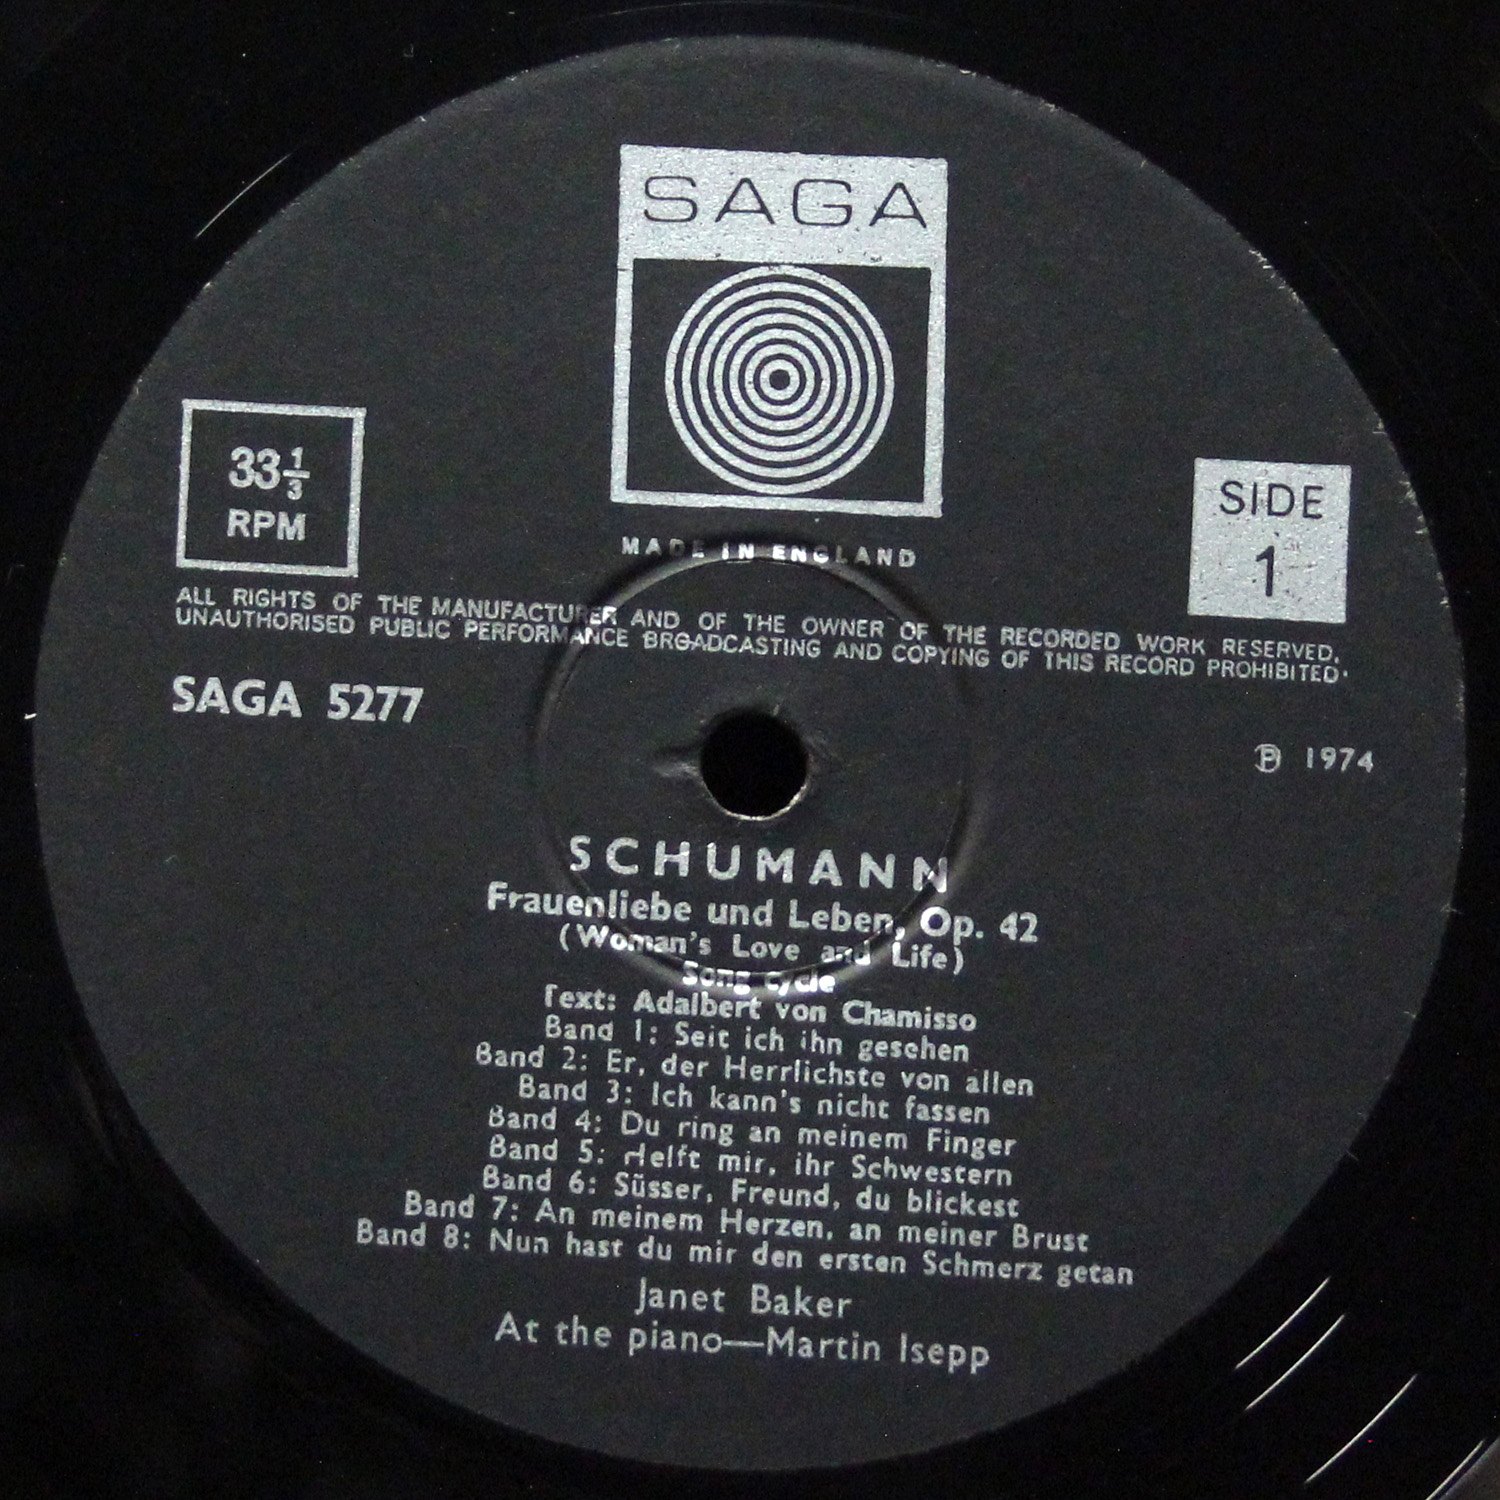 SAGA
33 1/3
RPM
SIDE
1
MADE IN ENGLAND
ALL RIGHTS OF THE MANUFACTURER AND OF THE OWNER OF THE RECORDED WORK RESERVED.
UNAUTHORISED PUBLIC PERFORMANCE BROADCASTING AND COPYING OF THIS RECORD PROHIBITED.
SAGA 5277
Ⓟ 1974
SCHUMANN
Frauenliebe und Leben, Op. 42
(Woman's Love and Life)
Song Cycle
Text: Adalbert von Chamisso
Band 1: Seit ich ihn gesehen
Band 2: Er, der Herrlichste von allen
Band 3: Ich kann's nicht fassen
Band 4: Du ring an meinem Finger
Band 5: Helft mir, ihr Schwestern
Band 6: Süsser, Freund, du blickest
Band 7: An meinem Herzen, an meiner Brust
Band 8: Nun hast du mir den ersten Schmerz getan
Janet Baker
At the piano—Martin Isepp